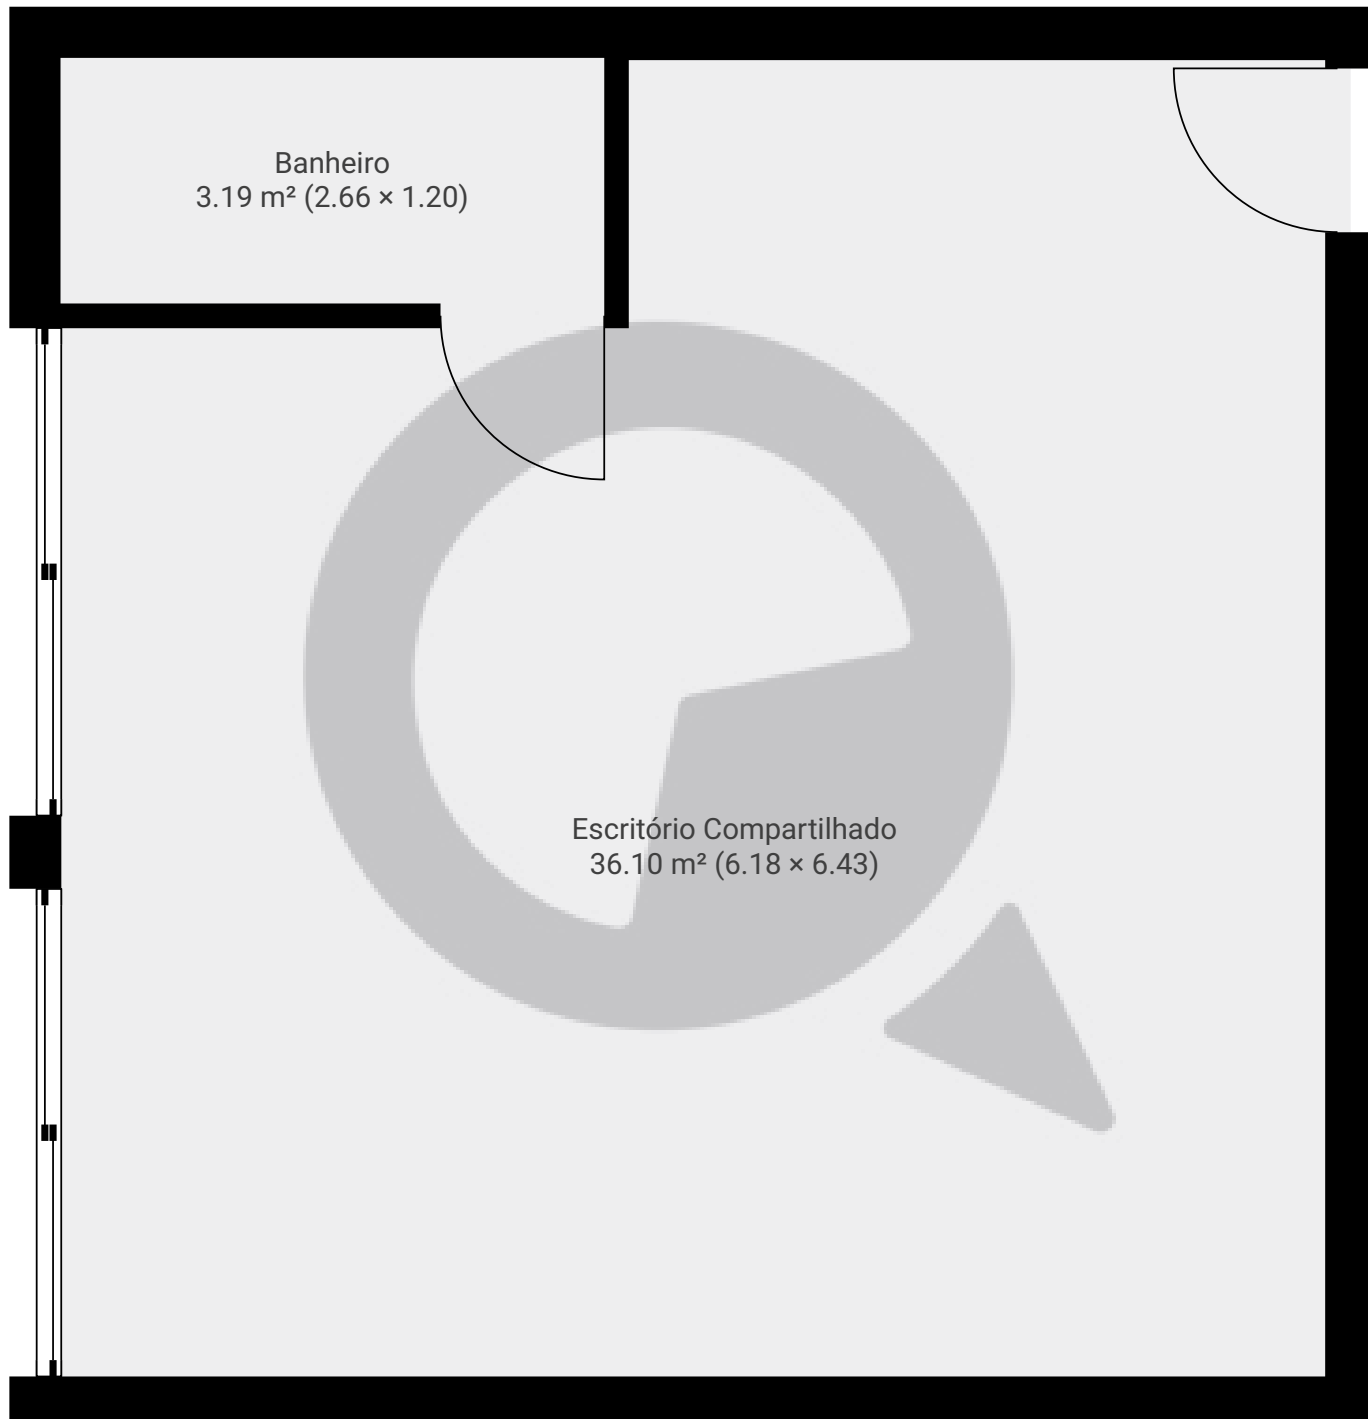 Banheiro
3.19 m² (2.66 × 1.20)
Escritório Compartilhado
36.10 m² (6.18 × 6.43)